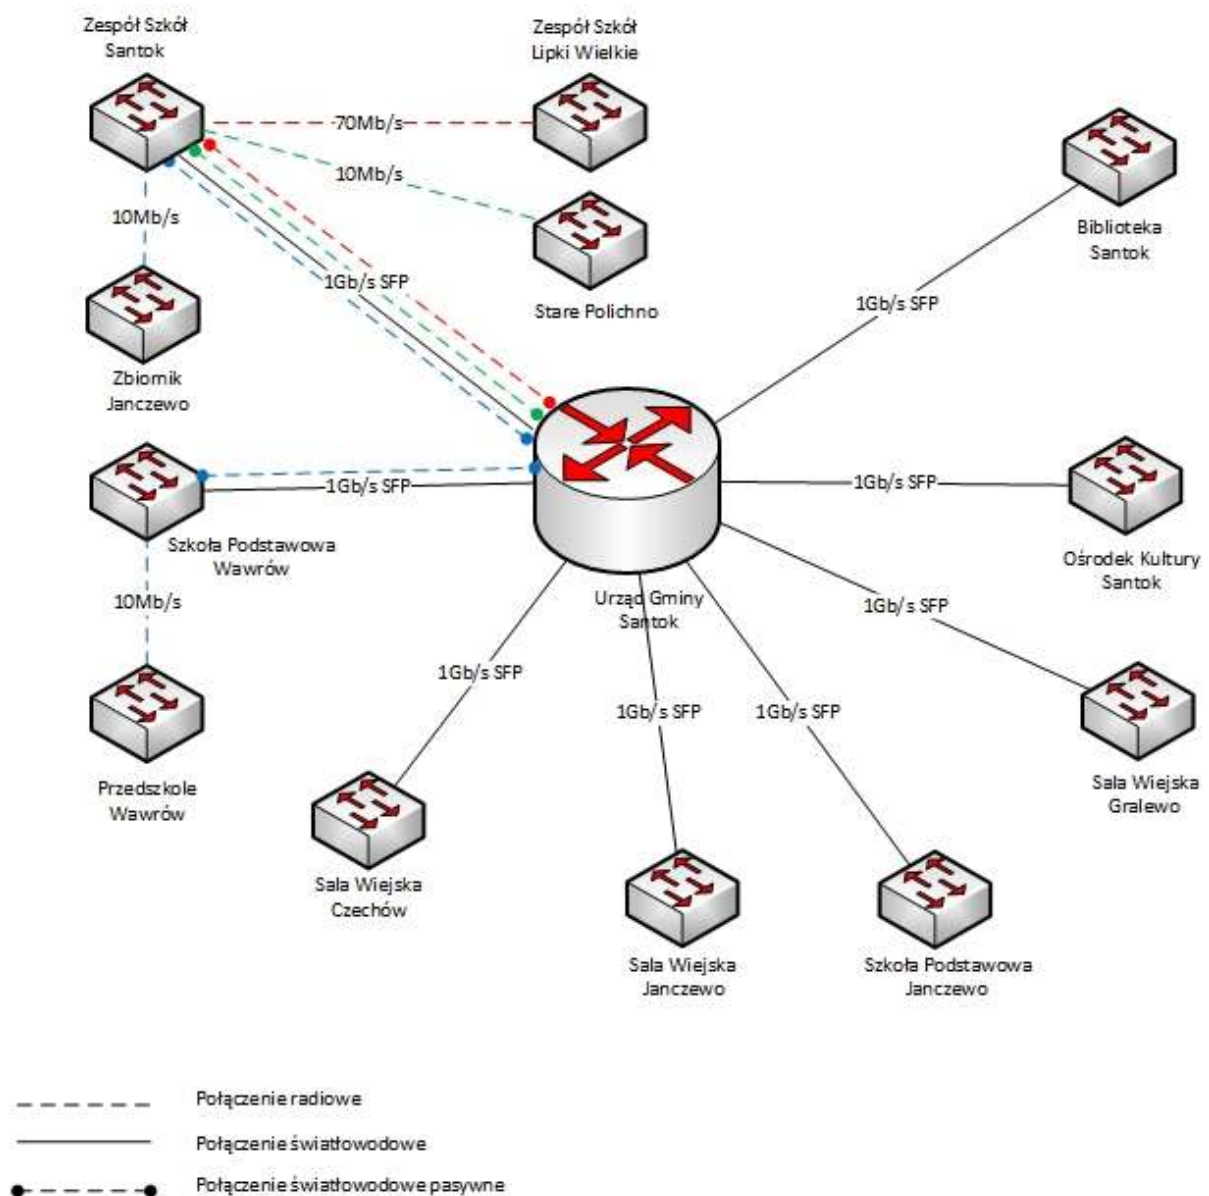 Zespół Szkół
Santok
Zespół Szkół
Lipki Wielkie
70Mb/s
10Mb/s
Biblioteka
Santok
10Mb/s
1Gb/s SFP
Stare Polichno
1Gb/s SFP
Zbiornik
Janczewo
1Gb/s SFP
1Gb/s SFP
Szkoła Podstawowa
Wawrów
Ośrodek Kultury
Santok
10Mb/s
Urząd Gminy
Santok
1Gb/s SFP
1Gb/s SFP
1Gb/s SFP
1Gb/s SFP
Przedszkole
Wawrów
Sala Wiejska
Gralewo
Sala Wiejska
Czechów
Sala Wiejska
Janczewo
Szkoła Podstawowa
Janczewo
Połączenie radiowe
Połączenie światłowodowe
Połączenie światłowodowe pasywne